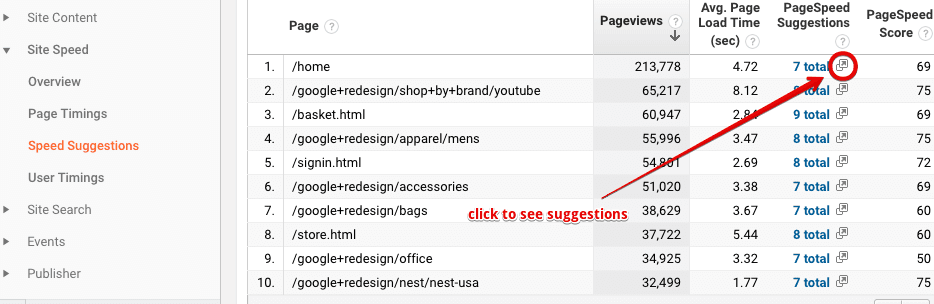 Site Content
Site Speed
Overview
Page Timings
Speed Suggestions
User Timings
Site Search
Events
Publisher
Page ? Pageviews ? Avg. Page Load Time (sec) ? PageSpeed Suggestions ? PageSpeed Score ?
1. /home 213,778 4.72 7 total 69
2. /google+redesign/shop+by+brand/youtube 65,217 8.12 8 total 75
3. /basket.html 60,947 2.84 9 total 69
4. /google+redesign/apparel/mens 55,996 3.47 8 total 75
5. /signin.html 54,801 2.69 8 total 72
6. /google+redesign/accessories 51,020 3.38 7 total 69
click to see suggestions
7. /google+redesign/bags 38,629 3.67 7 total 60
8. /store.html 37,722 5.44 8 total 60
9. /google+redesign/office 34,925 3.32 7 total 50
10. /google+redesign/nest/nest-usa 32,499 1.77 8 total 75